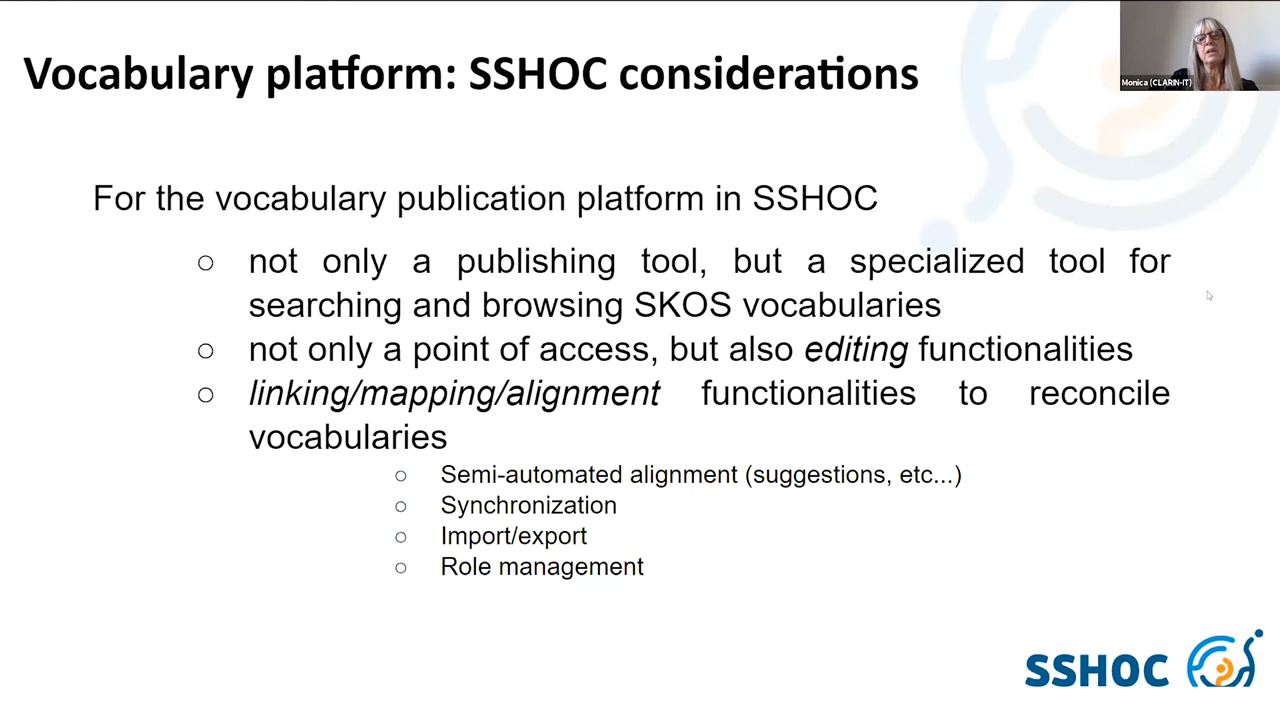 Vocabulary platform: SSHOC considerations
Monica (CLARIN-IT)
For the vocabulary publication platform in SSHOC
○ not only a publishing tool, but a specialized tool for
searching and browsing SKOS vocabularies
○ not only a point of access, but also editing functionalities
○ linking/mapping/alignment functionalities to reconcile
vocabularies
○ Semi-automated alignment (suggestions, etc...)
○ Synchronization
○ Import/export
○ Role management
SSHOC